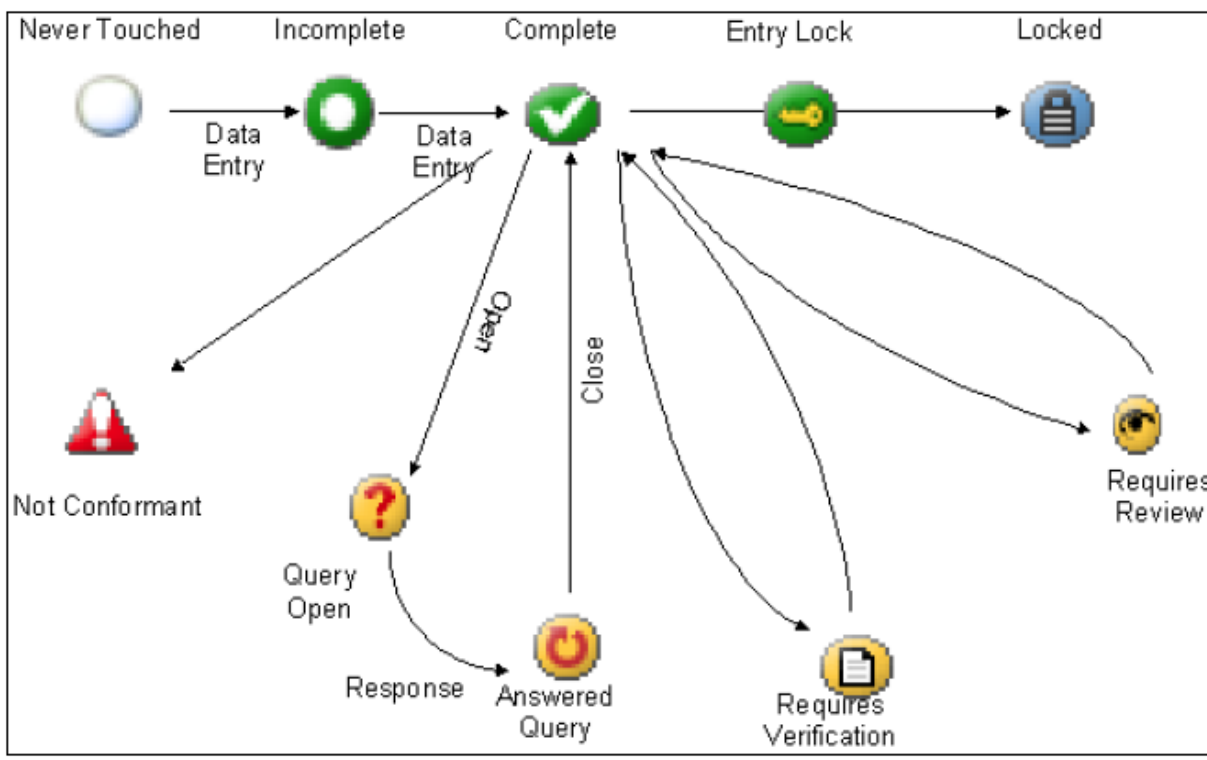 Never Touched
Incomplete
Complete
Entry Lock
Locked
Data
Entry
Data
Entry
Open
Close
Not Conformant
Query
Open
Response
Answered
Query
Requires
Verification
Requires
Review